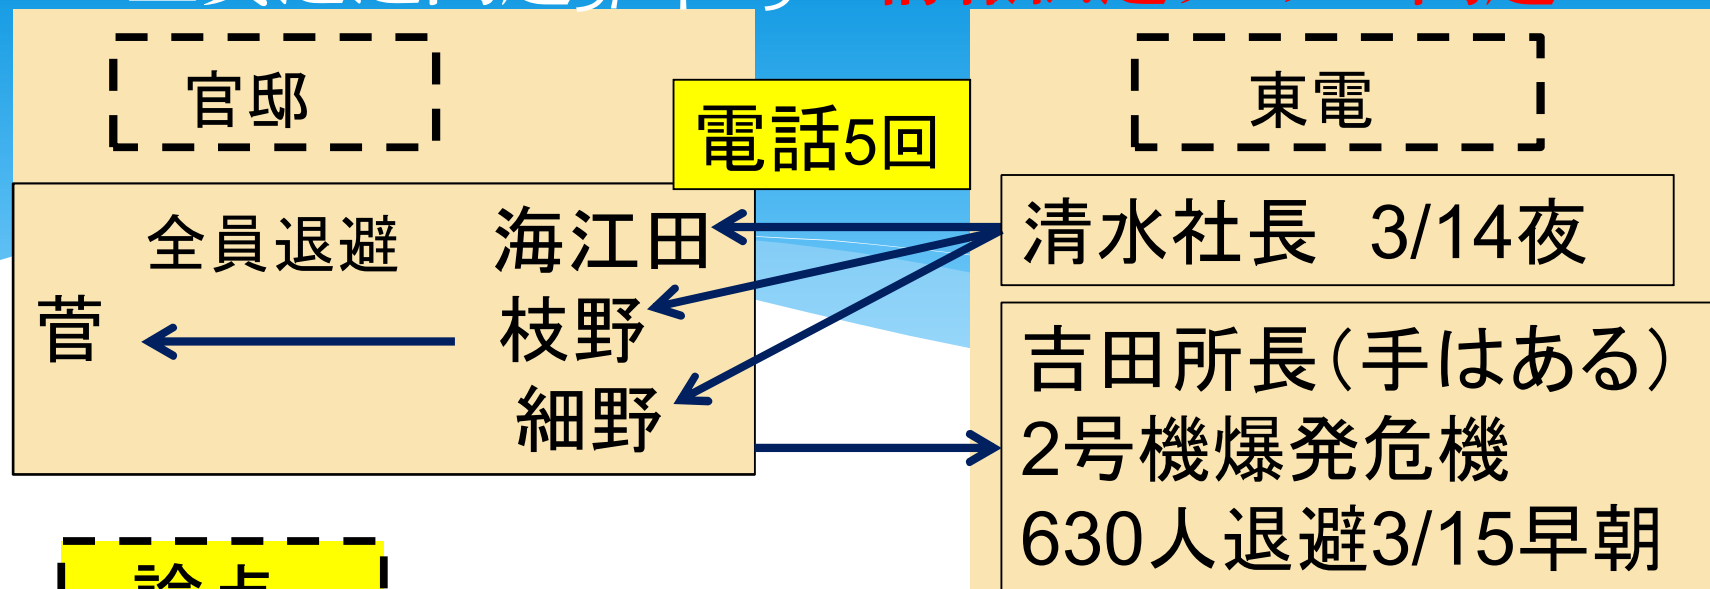 官邸
電話5回
東電
全員退避
海江田
枝野
細野
菅
清水社長 3/14夜
吉田所長(手はある)
2号機爆発危機
630人退避3/15早朝
論点